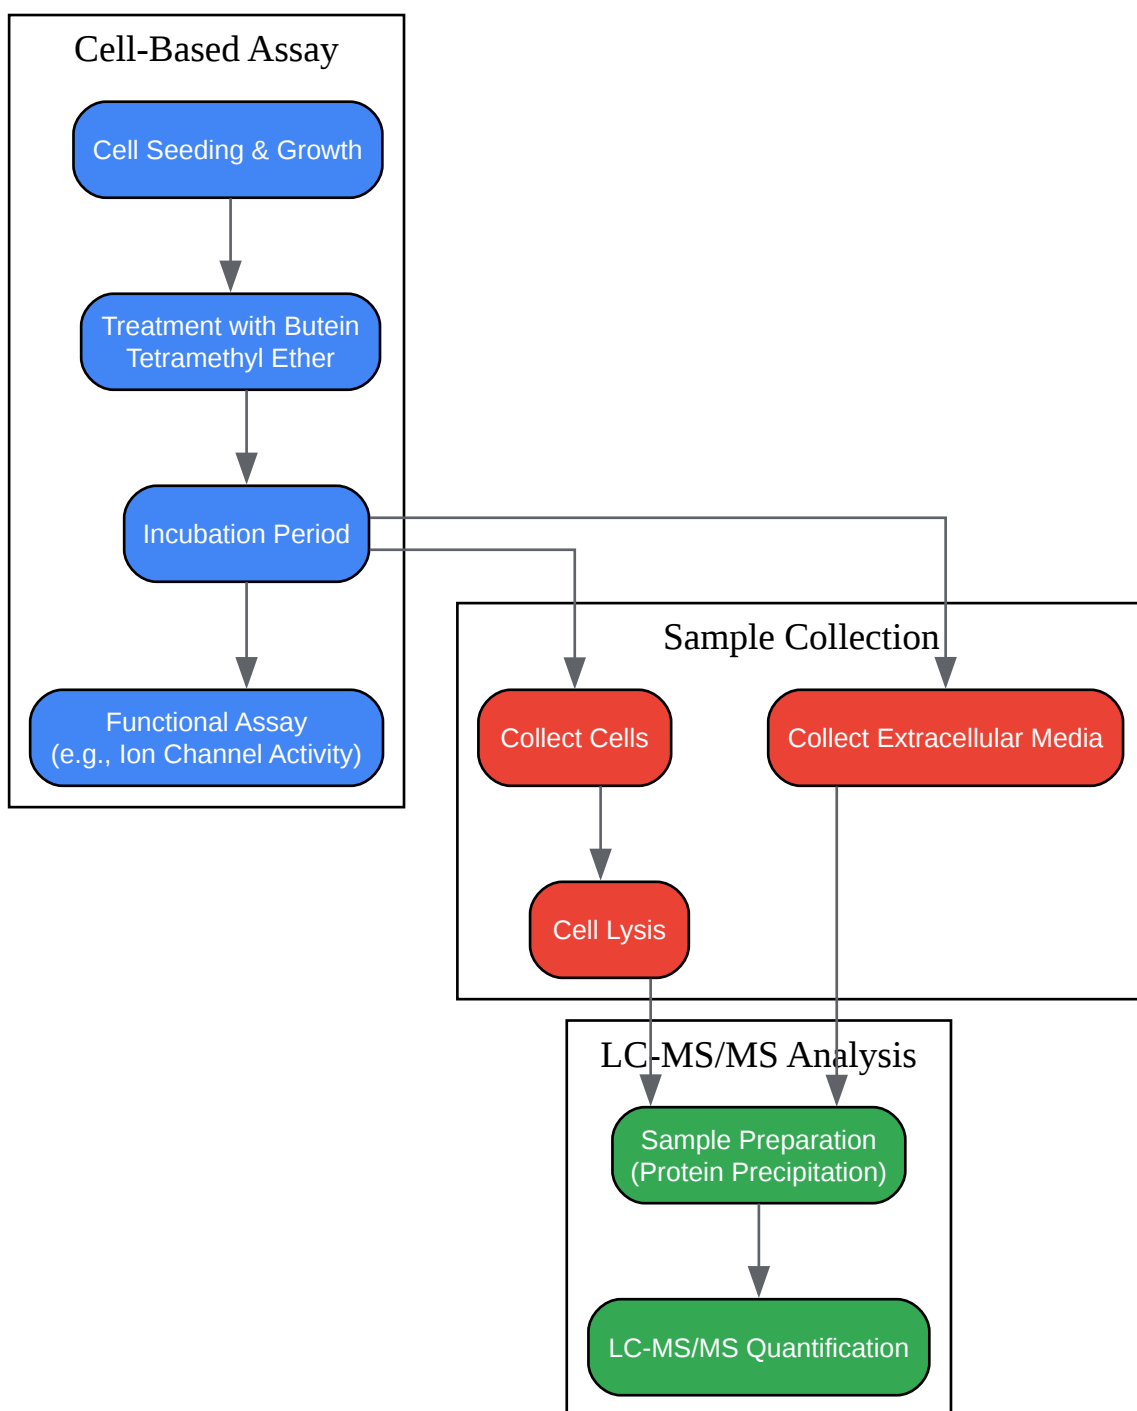 Cell-Based Assay
Cell Seeding & Growth
Treatment with Butein
Tetramethyl Ether
Incubation Period
Functional Assay
(e.g., Ion Channel Activity)
Sample Collection
Collect Cells
Collect Extracellular Media
Cell Lysis
LC-MS/MS Analysis
Sample Preparation
(Protein Precipitation)
LC-MS/MS Quantification